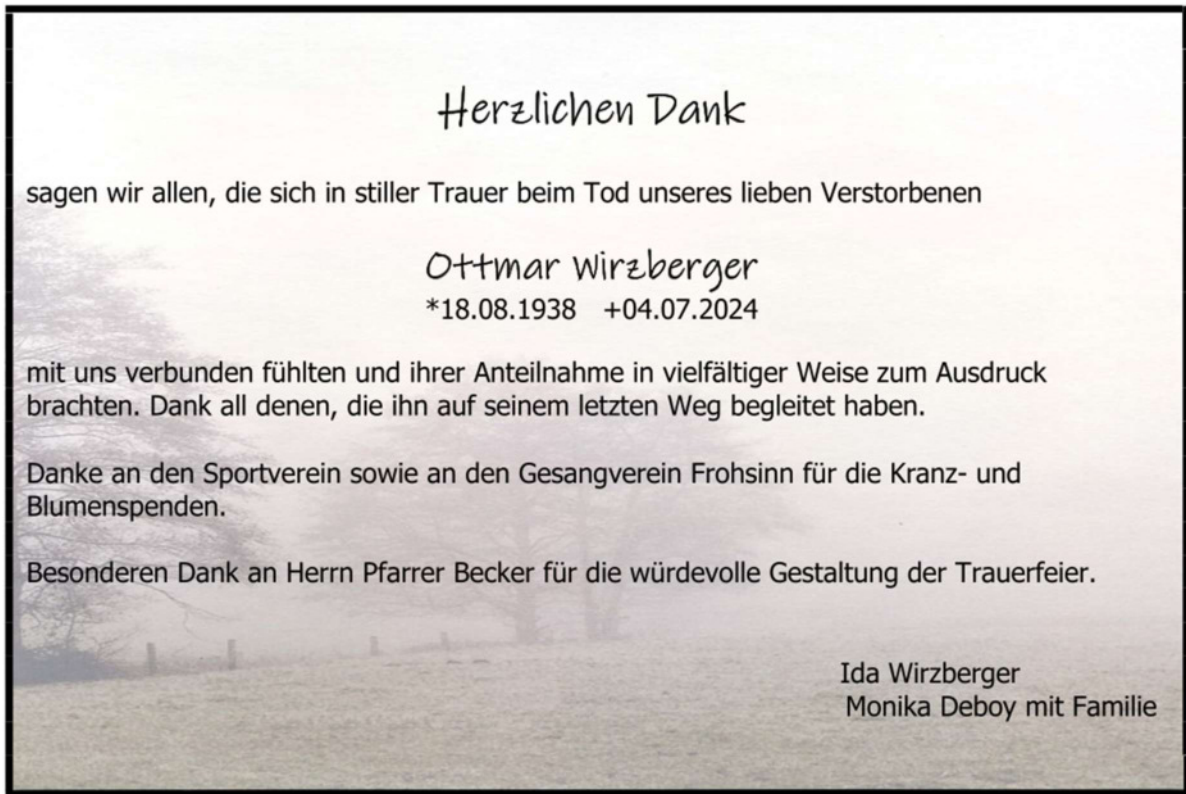 Herzlichen Dank
sagen wir allen, die sich in stiller Trauer beim Tod unseres lieben Verstorbenen
Ottmar Wirzberger
*18.08.1938 +04.07.2024
mit uns verbunden fühlten und ihrer Anteilnahme in vielfältiger Weise zum Ausdruck
brachten. Dank all denen, die ihn auf seinem letzten Weg begleitet haben.
Danke an den Sportverein sowie an den Gesangverein Frohsinn für die Kranz- und
Blumenspenden.
Besonderen Dank an Herrn Pfarrer Becker für die würdevolle Gestaltung der Trauerfeier.
Ida Wirzberger
Monika Deboy mit Familie